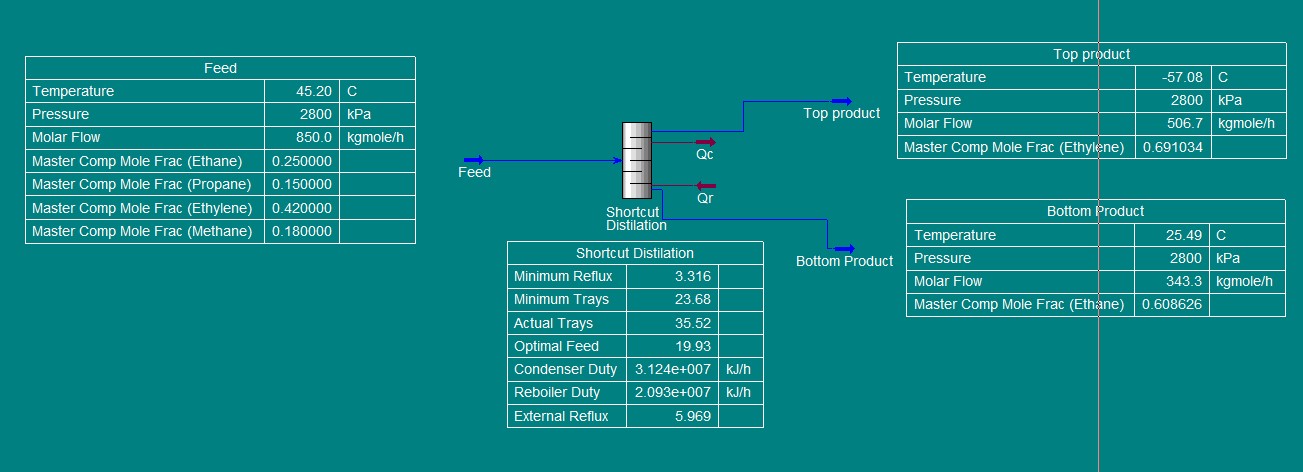 Feed
Temperature 45.20 C
Pressure 2800 kPa
Molar Flow 850.0 kgmole/h
Master Comp Mole Frac (Ethane) 0.250000
Master Comp Mole Frac (Propane) 0.150000
Master Comp Mole Frac (Ethylene) 0.420000
Master Comp Mole Frac (Methane) 0.180000
Feed
Shortcut
Distilation
Qc
Qr
Top product
Bottom Product
Shortcut Distilation
Minimum Reflux 3.316
Minimum Trays 23.68
Actual Trays 35.52
Optimal Feed 19.93
Condenser Duty 3.124e+007 kJ/h
Reboiler Duty 2.093e+007 kJ/h
External Reflux 5.969
Top product
Temperature -57.08 C
Pressure 2800 kPa
Molar Flow 506.7 kgmole/h
Master Comp Mole Frac (Ethylene) 0.691034
Bottom Product
Temperature 25.49 C
Pressure 2800 kPa
Molar Flow 343.3 kgmole/h
Master Comp Mole Frac (Ethane) 0.608626